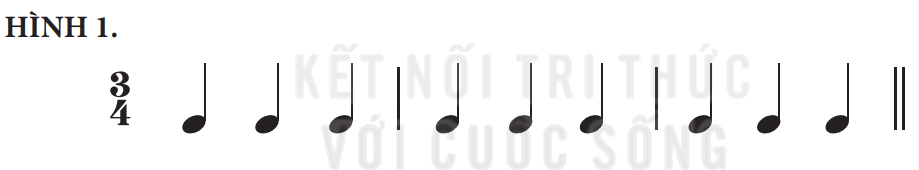 HÌNH 1.
KẾT NỐI TRI THỨC
3
4
VỚI CUỘC SỐNG